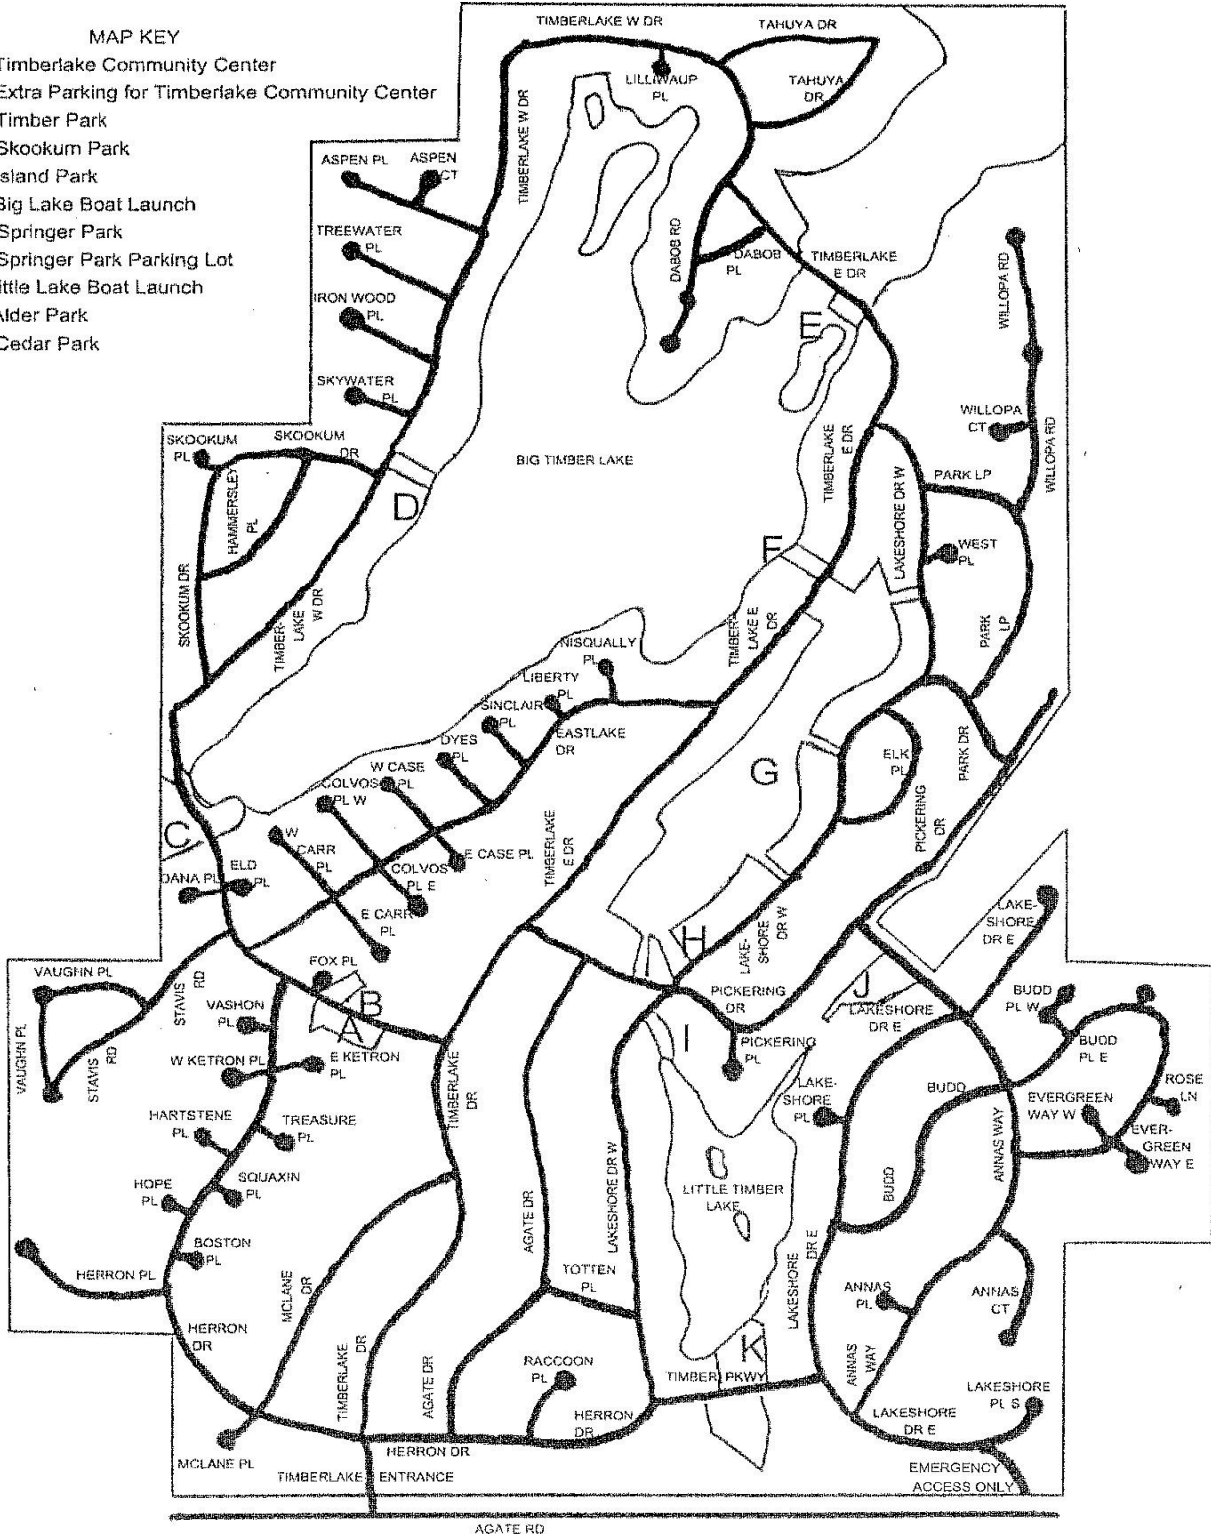 MAP KEY
Timberlake Community Center
Extra Parking for Timberlake Community Center
Timber Park
Skookum Park
sland Park
Big Lake Boat Launch
Springer Park
Springer Park Parking Lot
ittle Lake Boat Launch
Alder Park
Cedar Park
TIMBERLAKE W DR
TAHUYA DR
LILLIWAUP
PL
TAHUYA
DR
TIMBERLAKE W DR
ASPEN PL
ASPEN
CT
TREEWATER
PL
IRON WOOD
PL
SKYWATER
PL
DABOB RD
DABOB
PL
TIMBERLAKE
E DR
E
WILLOPA RD
WILLOPA
CT
WILLOPA RD
SKOOKUM
PL
SKOOKUM
DR
HAMMERSLEY
PL
SKOOKUM DR
D
BIG TIMBER LAKE
TIMBERLAKE
E DR
LAKESHORE DR W
PARK LP
WEST
PL
F
PARK
LP
TIMBER-
LAKE
W DR
TIMBER-
LAKE E
DR
NISQUALLY
PL
LIBERTY
PL
SINCLAIR
PL
EASTLAKE
DR
DYES
PL
W CASE
PL
COLVOS
PL W
W
CARR
PL
E CASE PL
COLVOS
PL E
E CARR
PL
TIMBERLAKE
E DR
G
ELK
PL
PARK DR
PICKERING
DR
C
DANA PL
ELD
PL
H
LAKE-
SHORE
DR W
LAKE-
SHORE
DR E
VAUGHN PL
STAVIS
RD
FOX PL
VASHON
PL
B
A
PICKERING
DR
J
LAKESHORE
DR E
BUDD
PL W
BUDD
PL E
VAUGHN PL
STAVIS
RD
W KETRON PL
E KETRON
PL
TIMBERLAKE
DR
I
PICKERING
PL
LAKE-
SHORE
PL
BUDD
ROSE
LN
EVERGREEN
WAY W
EVER-
GREEN
WAY E
HARTSTENE
PL
TREASURE
PL
ANNAS WAY
HOPE
PL
SQUAXIN
PL
LITTLE TIMBER
LAKE
BUDD
AGATE DR
LAKESHORE DR W
BOSTON
PL
HERRON PL
MCLANE
DR
TOTTEN
PL
LAKESHORE
DR E
ANNAS
PL
ANNAS
CT
HERRON
DR
TIMBERLAKE
DR
AGATE DR
RACCOON
PL
K
TIMBER PKWY
ANNAS
WAY
LAKESHORE
PL S
HERRON
DR
LAKESHORE
DR E
MCLANE PL
HERRON DR
TIMBERLAKE ENTRANCE
EMERGENCY
ACCESS ONLY
AGATE RD